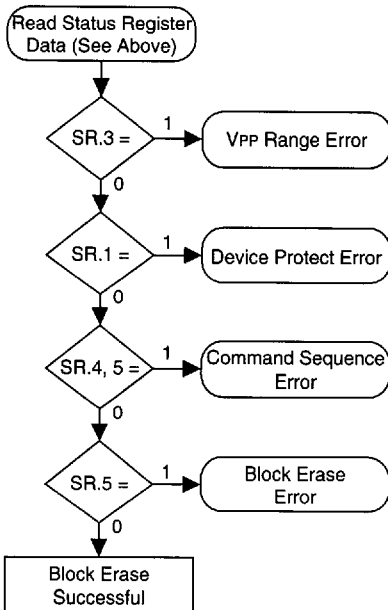 Read Status Register
Data (See Above)
SR.3 =
1
VPP Range Error
0
SR.1 =
1
Device Protect Error
0
SR.4, 5 =
1
Command Sequence
Error
0
SR.5 =
1
Block Erase
Error
0
Block Erase
Successful